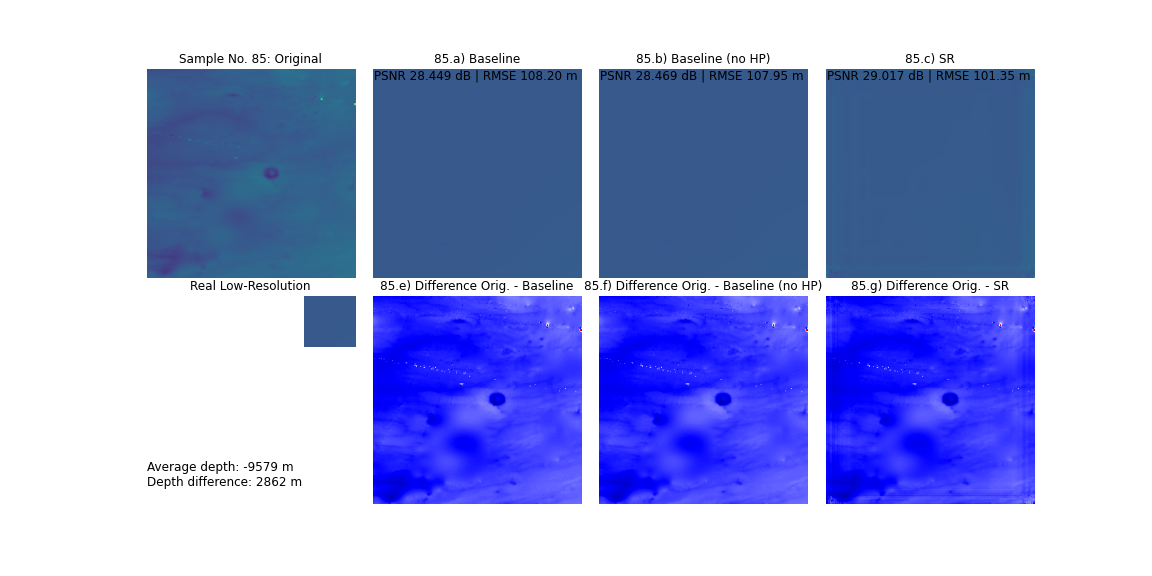 Sample No. 85: Original
85.a) Baseline
85.b) Baseline (no HP)
85.c) SR
PSNR 28.449 dB | RMSE 108.20 m
PSNR 28.469 dB | RMSE 107.95 m
PSNR 29.017 dB | RMSE 101.35 m
Real Low-Resolution
85.e) Difference Orig. - Baseline
85.f) Difference Orig. - Baseline (no HP)
85.g) Difference Orig. - SR
Average depth: -9579 m
Depth difference: 2862 m